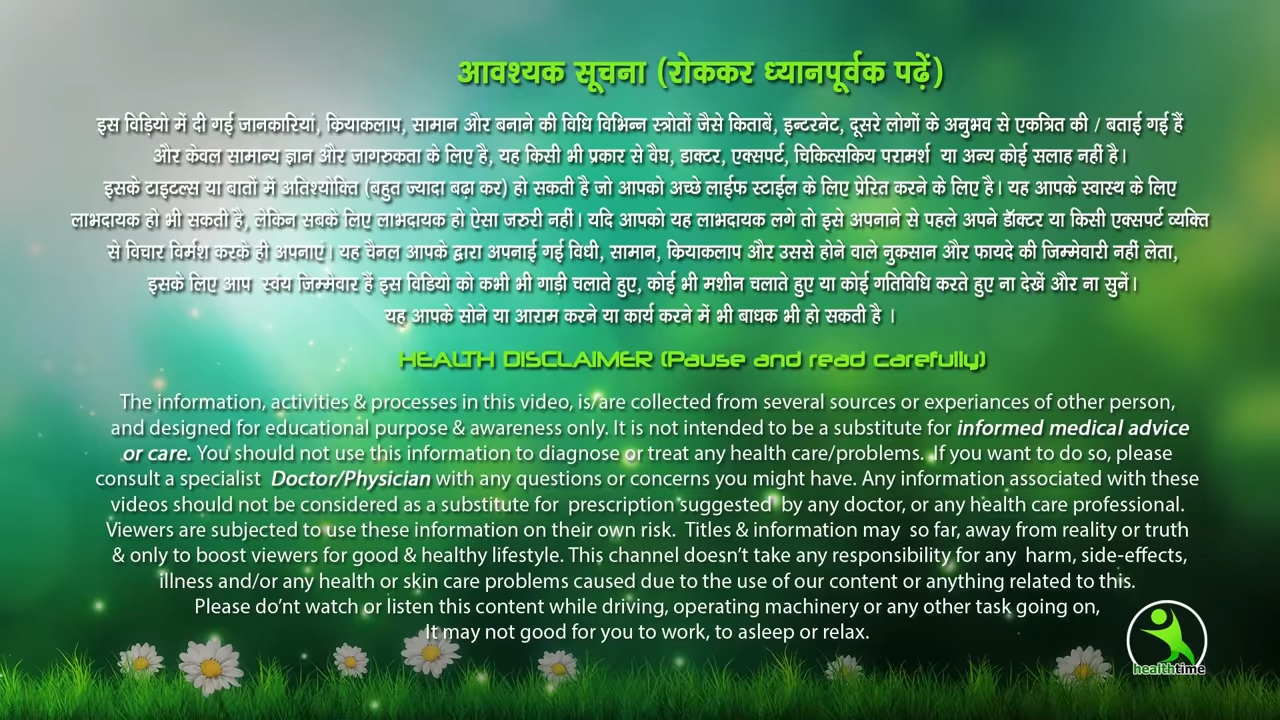 आवश्यक सूचना (रोककर ध्यानपूर्वक पढ़ें)
इस विड़ियो में दी गई जानकारियां, कियाकलाप, सामान और बनाने की विधि विभिन्न स्त्रोतों जैसे किताबें, इन्टरनेट, दूसरे लोगों के अनुभव से एकत्रित की / बताई गई हैं
और केवल सामान्य ज्ञान और जागरुकता के लिए है, यह किसी भी प्रकार से वैघ, डाक्टर, एक्सपर्ट, चिकित्सकिय परामर्श या अन्य कोई सलाह नहीं है।
इसके टाइटल्स या बातों में अतिश्योक्ति (बहुत ज्यादा बढ़ा कर) हो सकती है जो आपको अच्छे लाईफ स्टाईल के लिए प्रेरित करने के लिए है। यह आपके स्वास्थ के लिए
लाभदायक हो भी सकती है, लेकिन सबके लिए लाभदायक हो ऐसा जरुरी नहीं। यदि आपको यह लाभदायक लगे तो इसे अपनाने से पहले अपने डॉक्टर या किसी एक्सपर्ट व्यक्ति
से विचार विर्मश करके ही अपनाएं। यह चैनल आपके द्वारा अपनाई गई विधी, सामान, कियाकलाप और उससे होने वाले नुकसान और फायदे की जिम्मेवारी नहीं लेता,
इसके लिए आप स्वंय जिम्मेवार हैं इस विडियो को कभी भी गाड़ी चलाते हुए, कोई भी मशीन चलाते हुए या कोई गतिविधि करते हुए ना देखें और ना सुनें।
यह आपके सोने या आराम करने या कार्य करने में भी बाधक भी हो सकती है ।
HEALTH DISCLAIMER (Pause and read carefully)
The information, activities & processes in this video, is/are collected from several sources or experiances of other person,
and designed for educational purpose & awareness only. It is not intended to be a substitute for informed medical advice
or care. You should not use this information to diagnose or treat any health care/problems. If you want to do so, please
consult a specialist Doctor/Physician with any questions or concerns you might have. Any information associated with these
videos should not be considered as a substitute for prescription suggested by any doctor, or any health care professional.
Viewers are subjected to use these information on their own risk. Titles & information may so far, away from reality or truth
& only to boost viewers for good & healthy lifestyle. This channel doesn't take any responsibility for any harm, side-effects,
illness and/or any health or skin care problems caused due to the use of our content or anything related to this.
Please do'nt watch or listen this content while driving, operating machinery or any other task going on,
It may not good for you to work, to asleep or relax.
healthtime